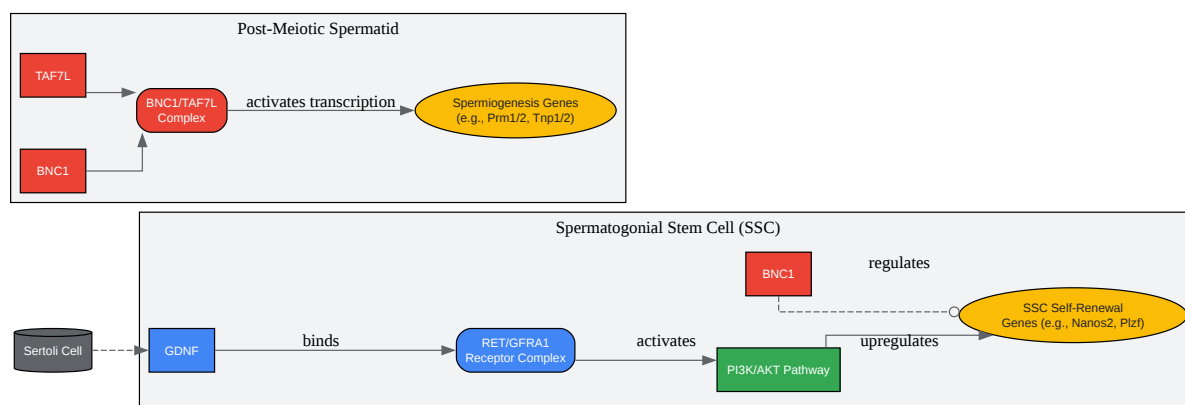 Post-Meiotic Spermatid
TAF7L
BNC1/TAF7L
Complex
activates transcription
Spermiogenesis Genes
(e.g., Prm1/2, Tnp1/2)
BNC1
Spermatogonial Stem Cell (SSC)
BNC1
regulates
SSC Self-Renewal
Genes (e.g., Nanos2, Plzf)
Sertoli Cell
GDNF
binds
RET/GFRA1
Receptor Complex
activates
PI3K/AKT Pathway
upregulates